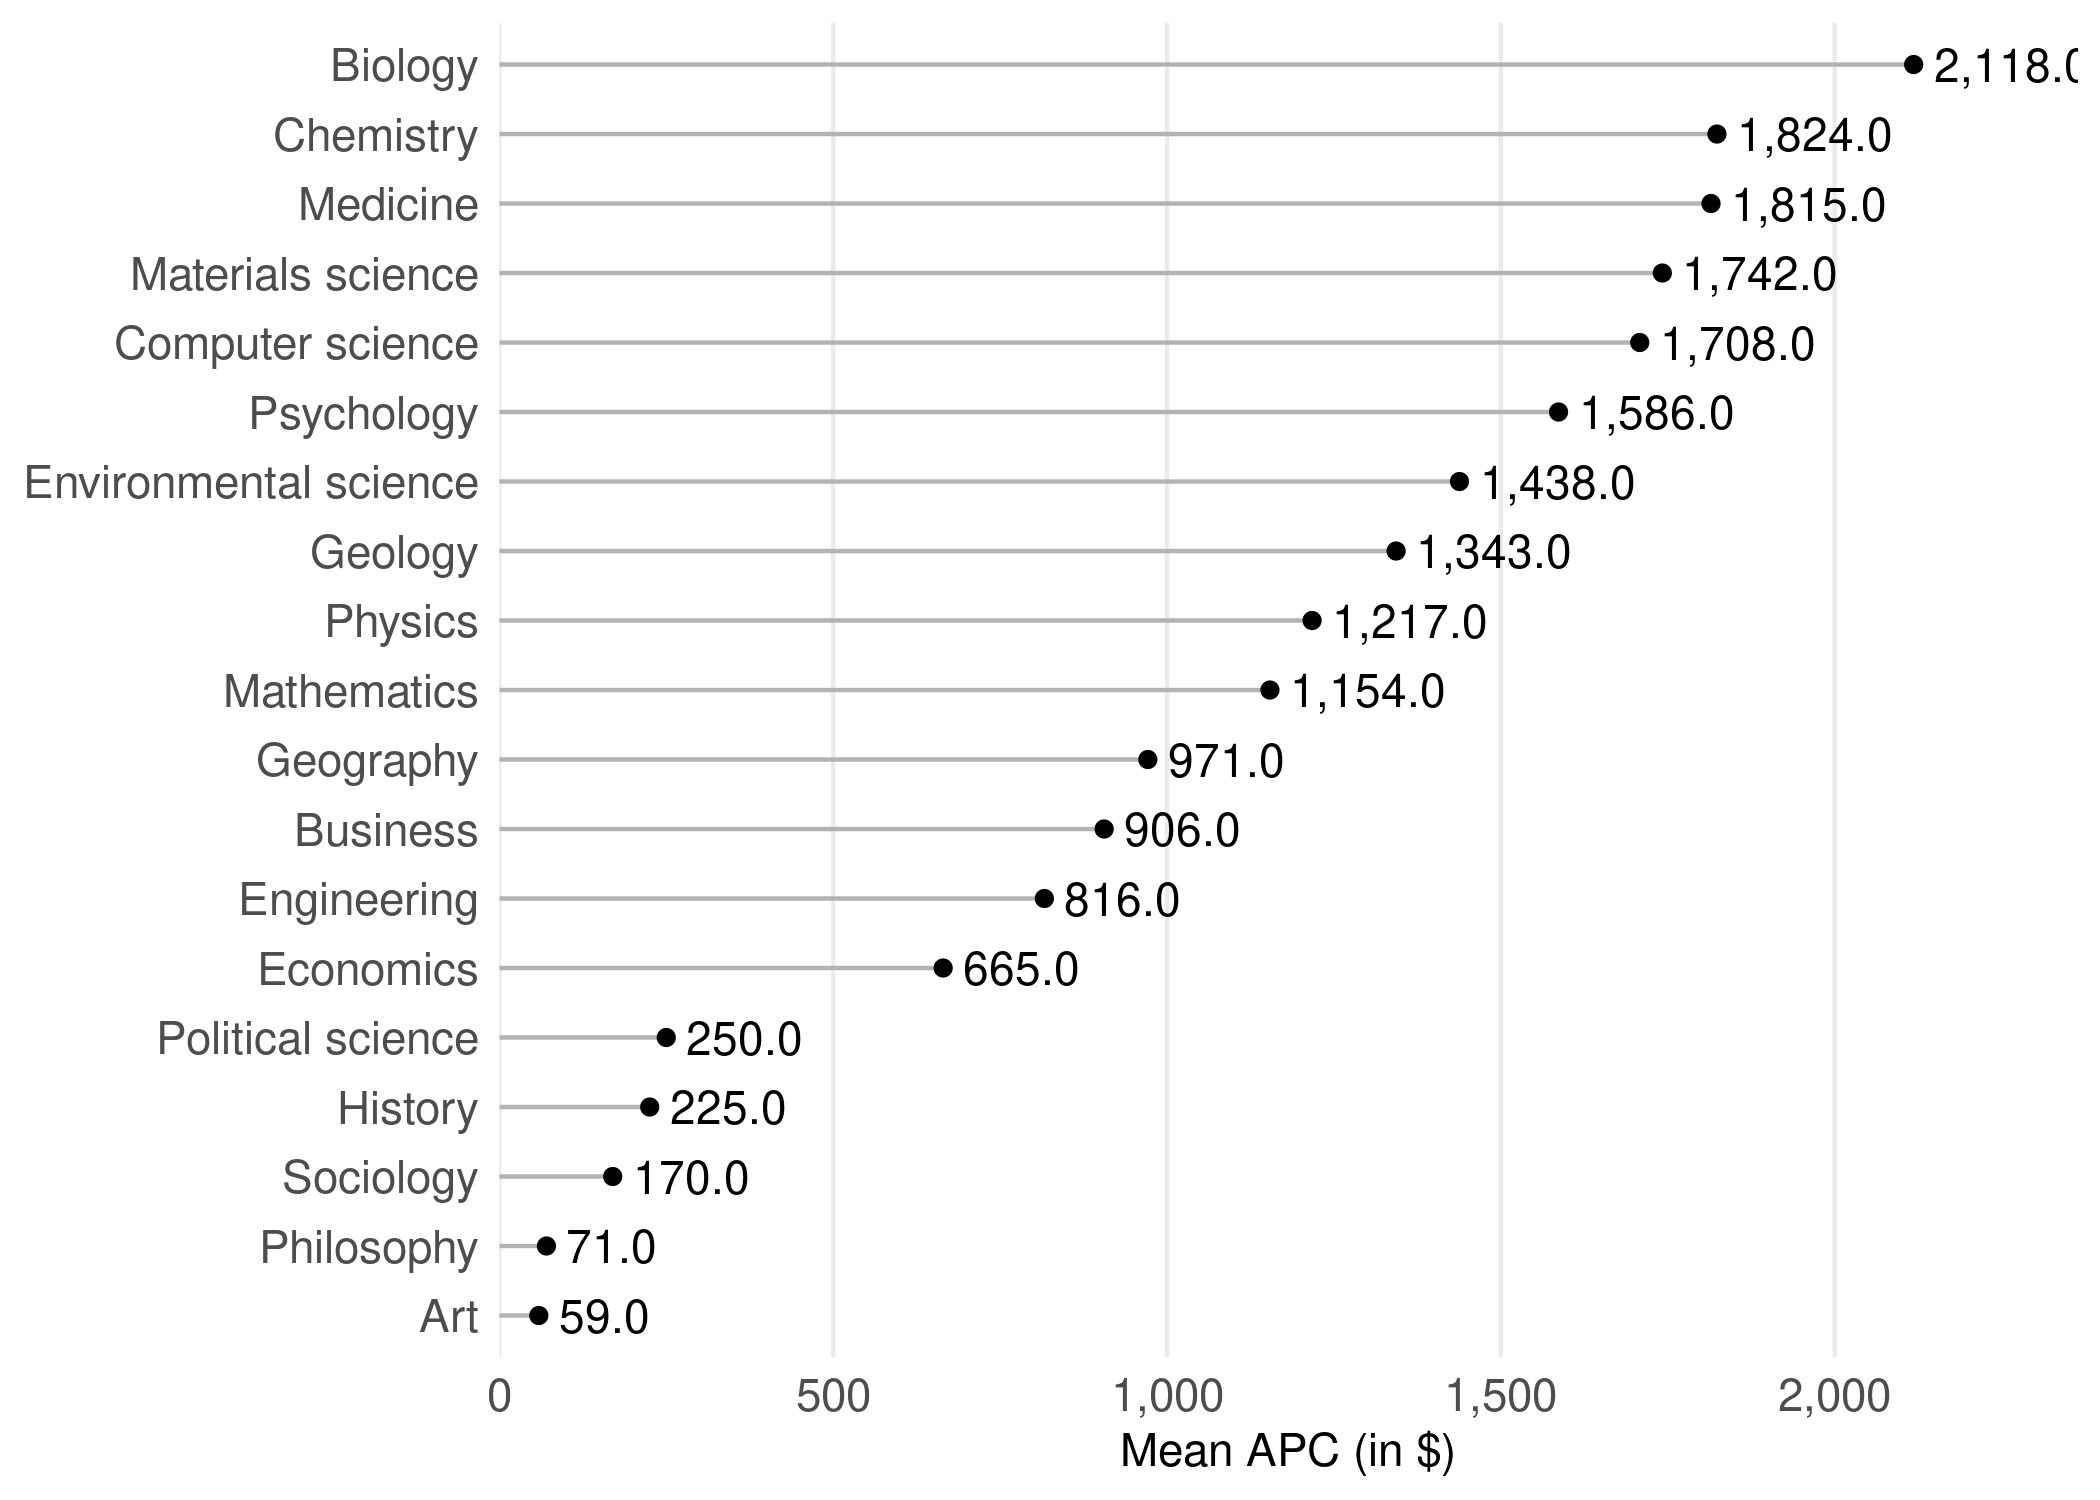 Biology 2,118.0
Chemistry 1,824.0
Medicine 1,815.0
Materials science 1,742.0
Computer science 1,708.0
Psychology 1,586.0
Environmental science 1,438.0
Geology 1,343.0
Physics 1,217.0
Mathematics 1,154.0
Geography 971.0
Business 906.0
Engineering 816.0
Economics 665.0
Political science 250.0
History 225.0
Sociology 170.0
Philosophy 71.0
Art 59.0
0 500 1,000 1,500 2,000
Mean APC (in $)